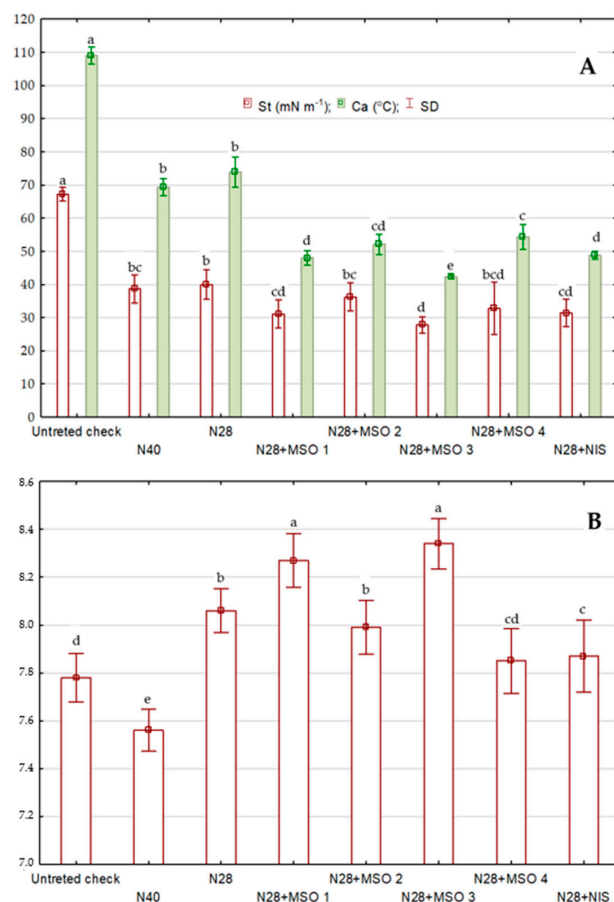 120
110
100
90
80
70
60
50
40
30
20
10
0
A
St (mN m⁻¹); Ca (°C); SD
a a
bc b
b b
cd d
bc cd
d e
bcd c
cd d
Untreted check N28 N28+MSO 2 N28+MSO 4
N40 N28+MSO 1 N28+MSO 3 N28+NIS
8.6
8.4
8.2
8.0
7.8
7.6
7.4
7.2
7.0
B
d e b a b a cd c
Untreated check N28 N28+MSO 2 N28+MSO 4
N40 N28+MSO 1 N28+MSO 3 N28+NIS